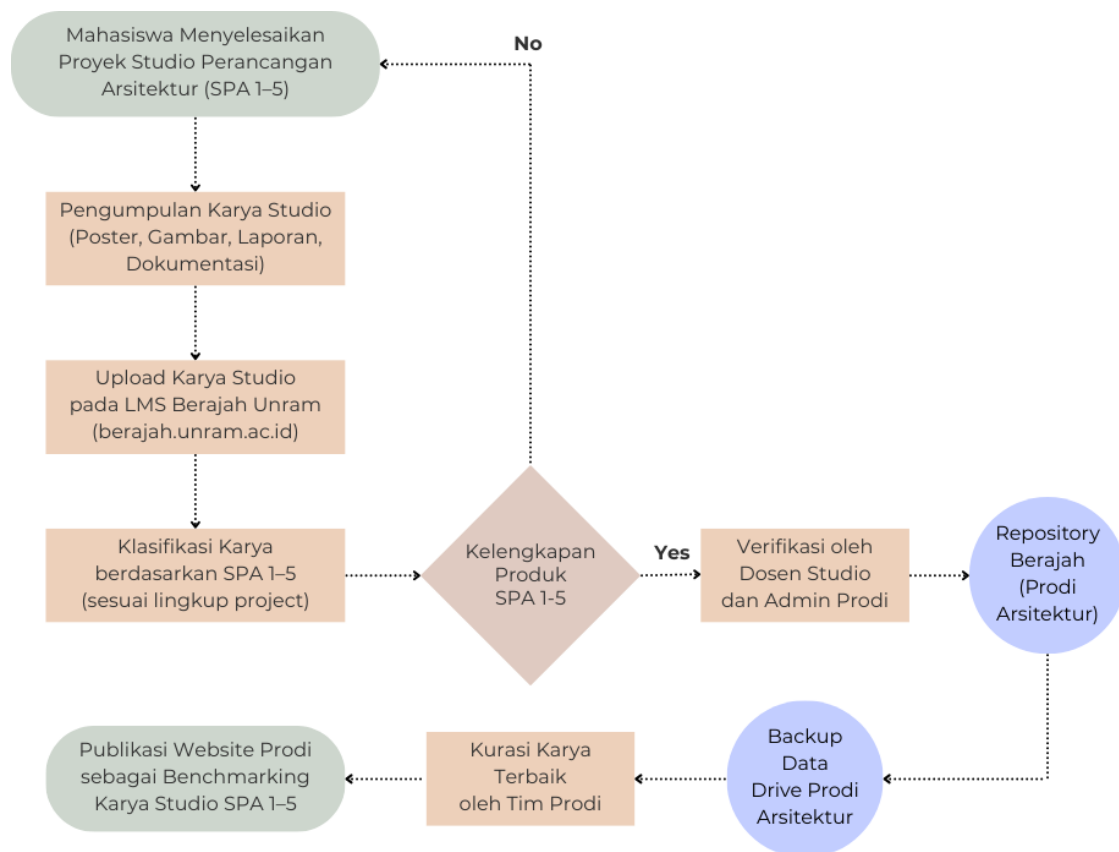 Mahasiswa Menyelesaikan
Proyek Studio Perancangan
Arsitektur (SPA 1–5)
No
Pengumpulan Karya Studio
(Poster, Gambar, Laporan,
Dokumentasi)
Upload Karya Studio
pada LMS Berajah Unram
(berajah.unram.ac.id)
Klasifikasi Karya
berdasarkan SPA 1–5
(sesuai lingkup project)
Kelengkapan
Produk
SPA 1-5
Yes
Verifikasi oleh
Dosen Studio
dan Admin Prodi
Repository
Berajah
(Prodi
Arsitektur)
Backup
Data
Drive Prodi
Arsitektur
Kurasi Karya
Terbaik
oleh Tim Prodi
Publikasi Website Prodi
sebagai Benchmarking
Karya Studio SPA 1–5